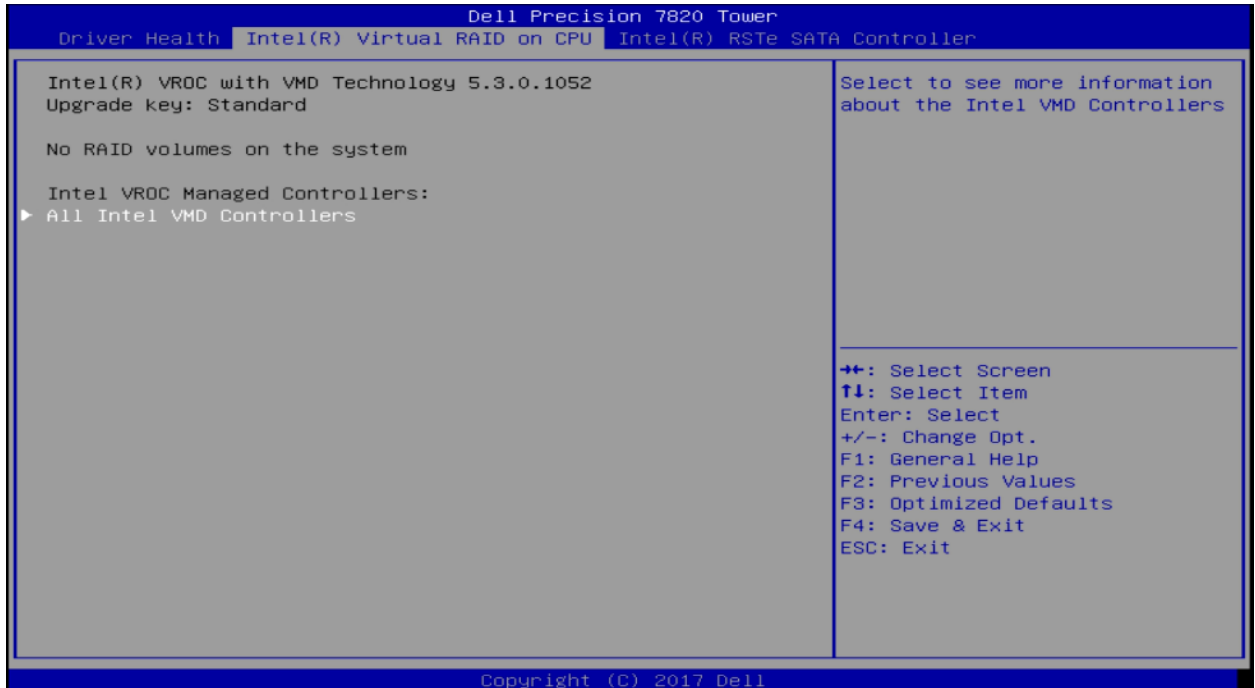 Dell Precision 7820 Tower
Driver Health Intel(R) Virtual RAID on CPU Intel(R) RSTe SATA Controller
Intel(R) VROC with VMD Technology 5.3.0.1052
Upgrade key: Standard
No RAID volumes on the system
Intel VROC Managed Controllers:
▶ All Intel VMD Controllers
Select to see more information
about the Intel VMD Controllers
→←: Select Screen
↑↓: Select Item
Enter: Select
+/-: Change Opt.
F1: General Help
F2: Previous Values
F3: Optimized Defaults
F4: Save & Exit
ESC: Exit
Copyright (C) 2017 Dell